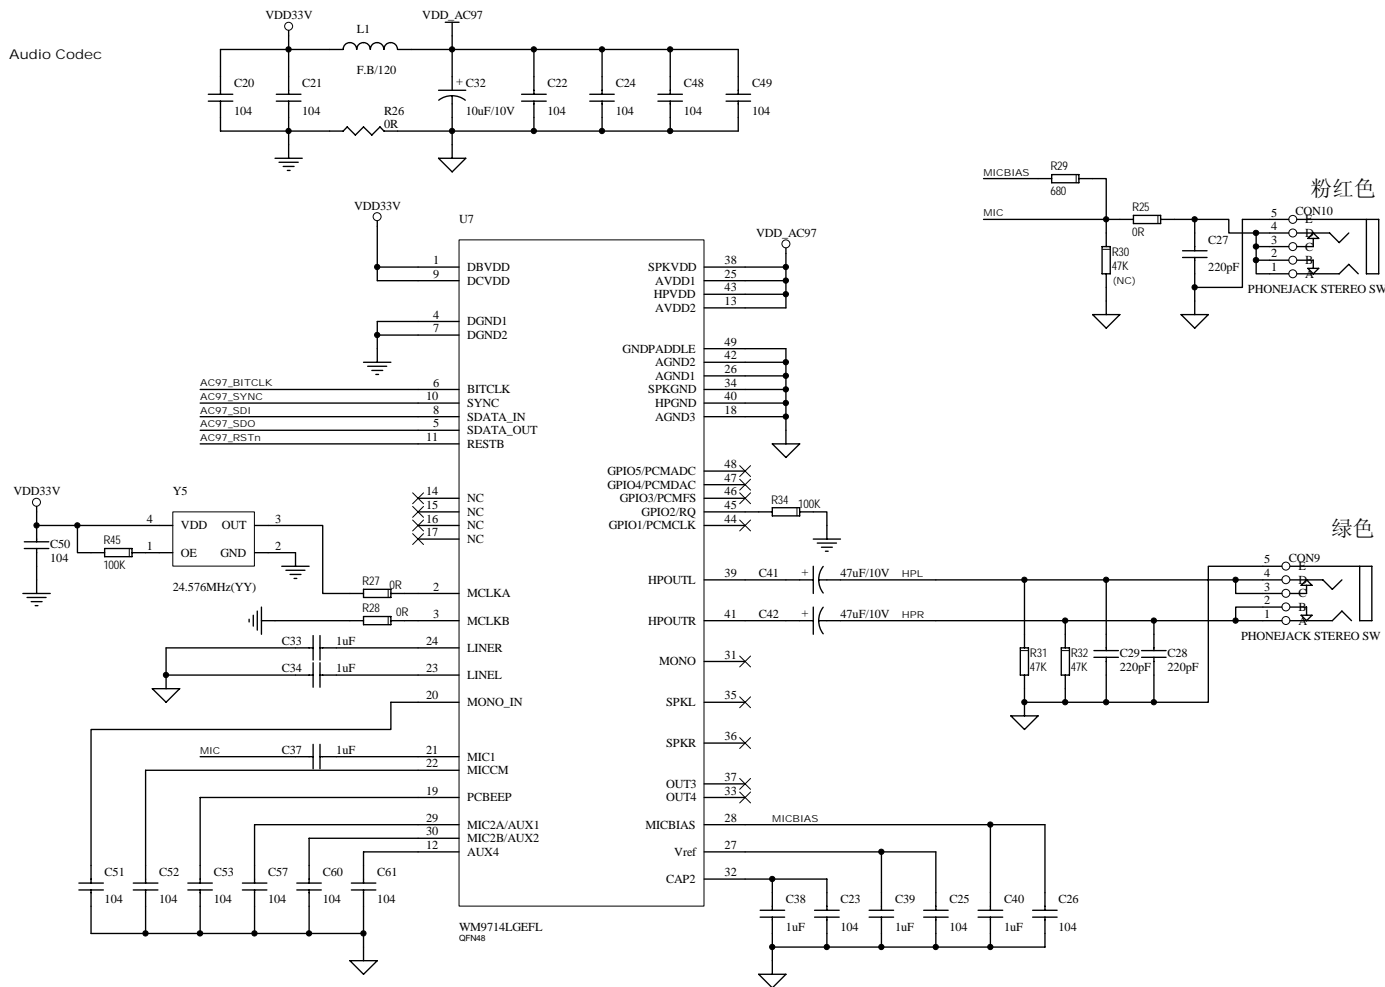 Audio Codec
VDD33V
L1
F.B/120
VDD_AC97
C20
104
C21
104
R26
0R
+
C32
10uF/10V
C22
104
C24
104
C48
104
C49
104
MICBIAS
R29
680
MIC
R25
0R
R30
47K
(NC)
C27
220pF
粉红色
CON10
5 E
4 D
3 C
2 B
1 A
PHONEJACK STEREO SW
VDD33V
U7
VDD_AC97
1 DBVDD
9 DCVDD
4 DGND1
7 DGND2
AC97_BITCLK 6 BITCLK
AC97_SYNC 10 SYNC
AC97_SDI 8 SDATA_IN
AC97_SDO 5 SDATA_OUT
AC97_RSTn 11 RESTB
14 NC
15 NC
16 NC
17 NC
SPKVDD 38
AVDD1 25
HPVDD 43
AVDD2 13
GNDPADDLE 49
AGND2 42
AGND1 26
SPKGND 34
HPGND 40
AGND3 18
GPIO5/PCMADC 48
GPIO4/PCMDAC 47
GPIO3/PCMFS 46
GPIO2/RQ 45
GPIO1/PCMCLK 44
R34
100K
VDD33V
C50
104
R45
100K
Y5
4 VDD OUT 3
1 OE GND 2
24.576MHz(YY)
R27 0R 2 MCLKA
R28 0R 3 MCLKB
C33 1uF 24 LINER
C34 1uF 23 LINEL
20 MONO_IN
MIC C37 1uF 21 MIC1
22 MICCM
19 PCBEEP
29 MIC2A/AUX1
30 MIC2B/AUX2
12 AUX4
HPOUTL 39 C41 + 47uF/10V HPL
HPOUTR 41 C42 + 47uF/10V HPR
MONO 31
SPKL 35
SPKR 36
OUT3 37
OUT4 33
MICBIAS 28 MICBIAS
Vref 27
CAP2 32
绿色
CON9
5 E
4 D
3 C
2 B
1 A
PHONEJACK STEREO SW
R31
47K
R32
47K
C29
220pF
C28
220pF
C51
104
C52
104
C53
104
C57
104
C60
104
C61
104
WM9714LGEFL
QFN48
C38
1uF
C23
104
C39
1uF
C25
104
C40
1uF
C26
104